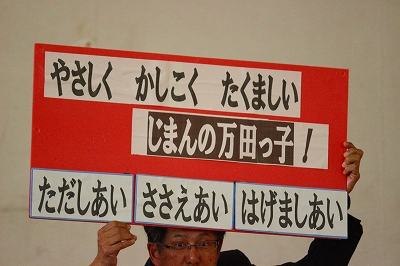 やさしく かしこく たくましい
じまんの万田っ子!
ただしあい ささえあい はげましあい